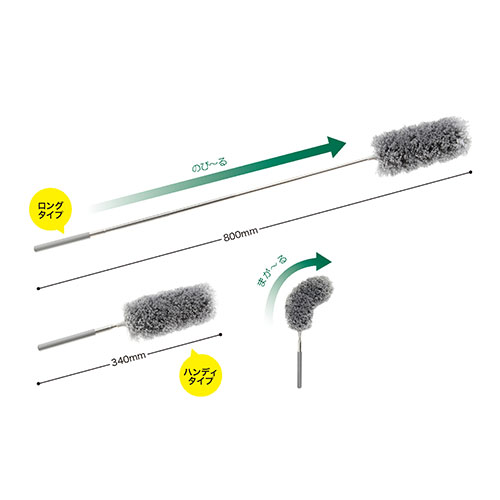 のび〜る
ロング
タイプ
800mm
まが〜る
340mm
ハンディ
タイプ